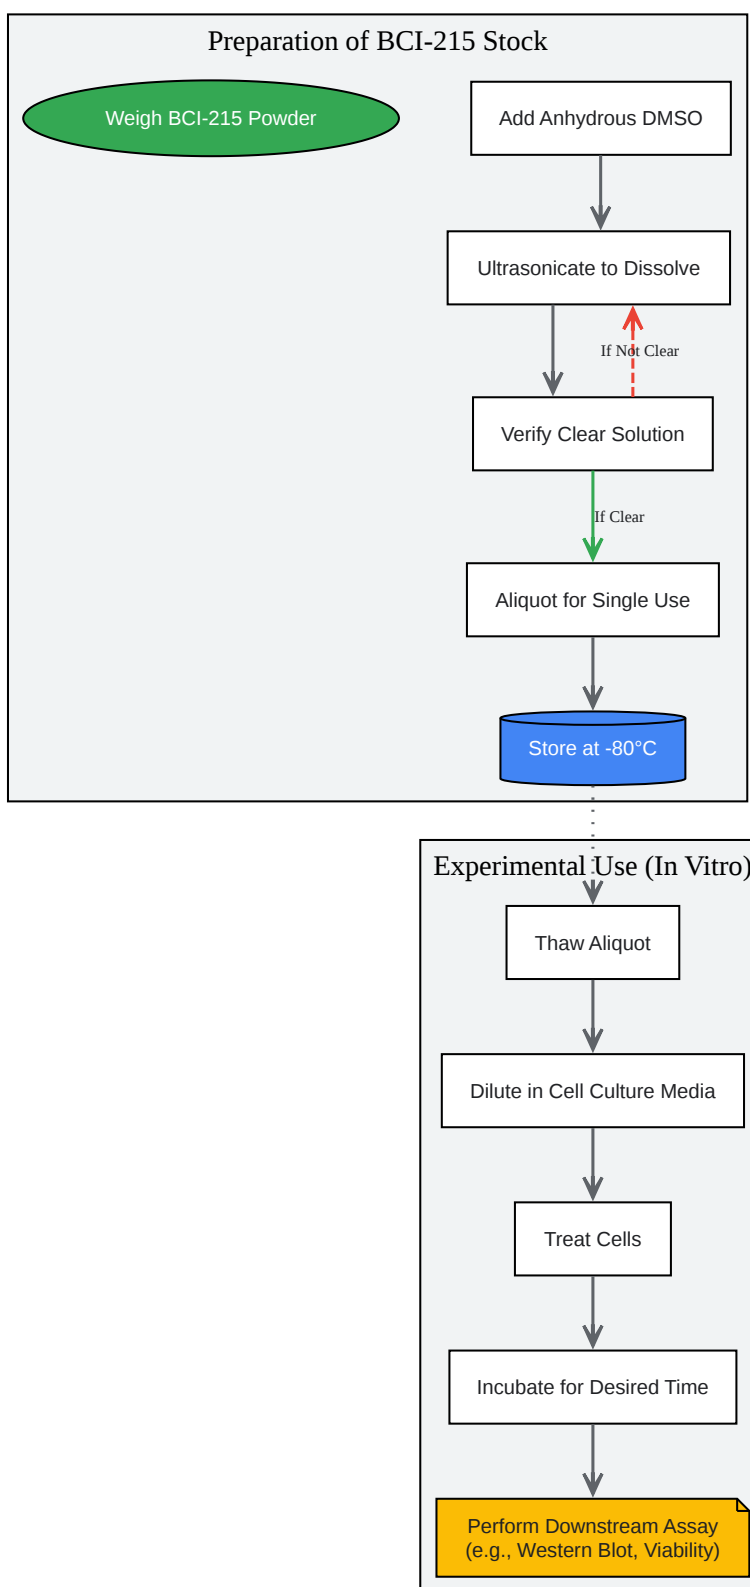 Preparation of BCI-215 Stock
Weigh BCI-215 Powder
Add Anhydrous DMSO
Ultrasonicate to Dissolve
If Not Clear
Verify Clear Solution
If Clear
Aliquot for Single Use
Store at -80°C
Experimental Use (In Vitro)
Thaw Aliquot
Dilute in Cell Culture Media
Treat Cells
Incubate for Desired Time
Perform Downstream Assay
(e.g., Western Blot, Viability)